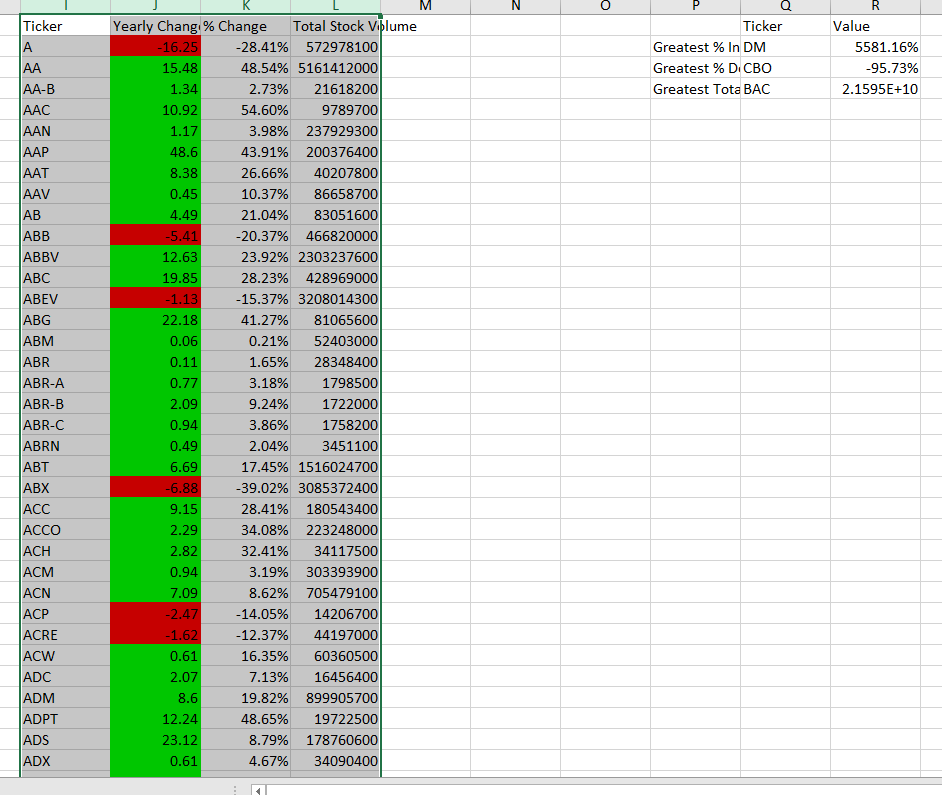 I J K L M N O P Q R
Ticker Yearly Chang % Change Total Stock Volume Ticker Value
A -16.25 -28.41% 572978100 Greatest % In DM 5581.16%
AA 15.48 48.54% 5161412000 Greatest % D CBO -95.73%
AA-B 1.34 2.73% 21618200 Greatest Tota BAC 2.1595E+10
AAC 10.92 54.60% 9789700
AAN 1.17 3.98% 237929300
AAP 48.6 43.91% 200376400
AAT 8.38 26.66% 40207800
AAV 0.45 10.37% 86658700
AB 4.49 21.04% 83051600
ABB -5.41 -20.37% 466820000
ABBV 12.63 23.92% 2303237600
ABC 19.85 28.23% 428969000
ABEV -1.13 -15.37% 3208014300
ABG 22.18 41.27% 81065600
ABM 0.06 0.21% 52403000
ABR 0.11 1.65% 28348400
ABR-A 0.77 3.18% 1798500
ABR-B 2.09 9.24% 1722000
ABR-C 0.94 3.86% 1758200
ABRN 0.49 2.04% 3451100
ABT 6.69 17.45% 1516024700
ABX -6.88 -39.02% 3085372400
ACC 9.15 28.41% 180543400
ACCO 2.29 34.08% 223248000
ACH 2.82 32.41% 34117500
ACM 0.94 3.19% 303393900
ACN 7.09 8.62% 705479100
ACP -2.47 -14.05% 14206700
ACRE -1.62 -12.37% 44197000
ACW 0.61 16.35% 60360500
ADC 2.07 7.13% 16456400
ADM 8.6 19.82% 899905700
ADPT 12.24 48.65% 19722500
ADS 23.12 8.79% 178760600
ADX 0.61 4.67% 34090400